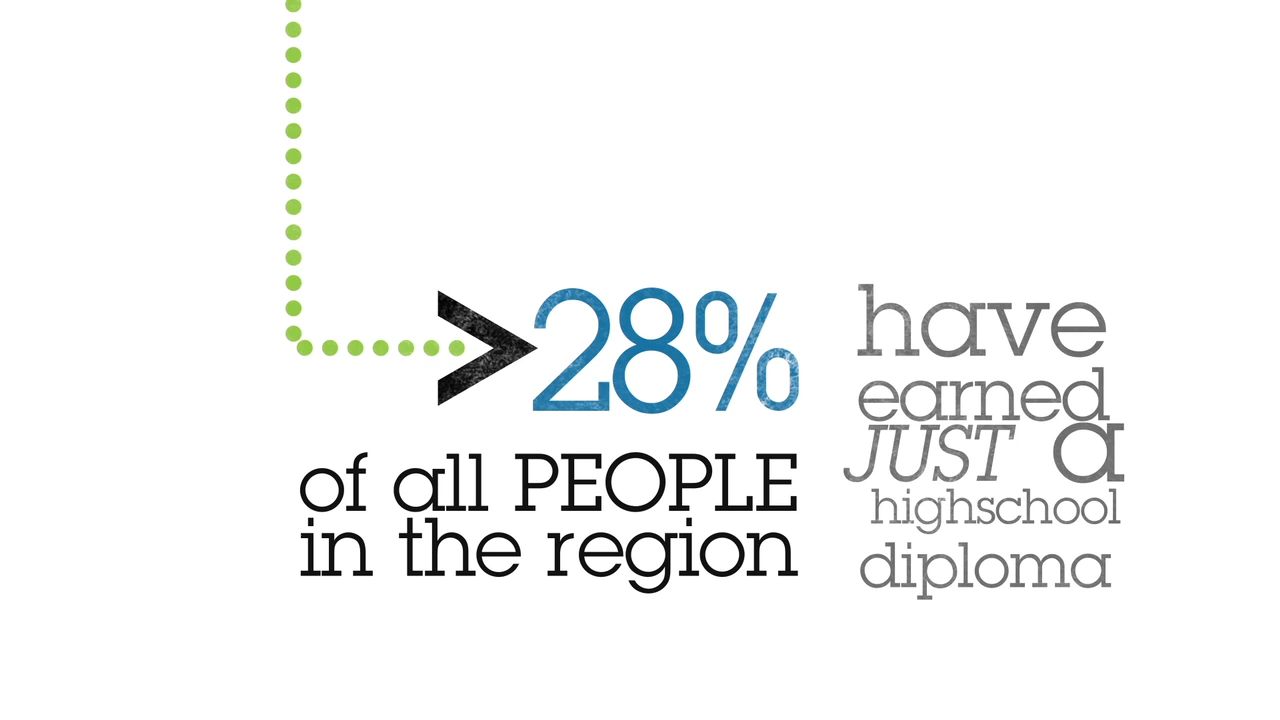 >28%
of all PEOPLE
in the region
have
earned
JUST a
highschool
diploma